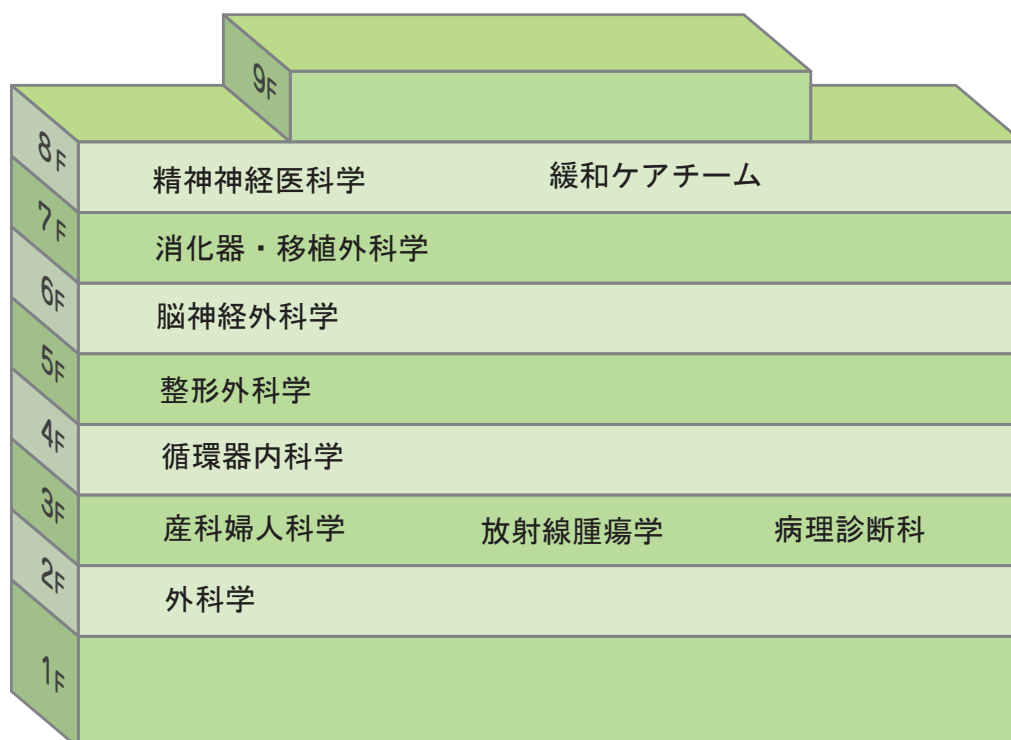 9F
8F
精神神経医科学 緩和ケアチーム
7F
消化器・移植外科学
6F
脳神経外科学
5F
整形外科学
4F
循環器内科学
3F
産科婦人科学 放射線腫瘍学 病理診断科
2F
外科学
1F